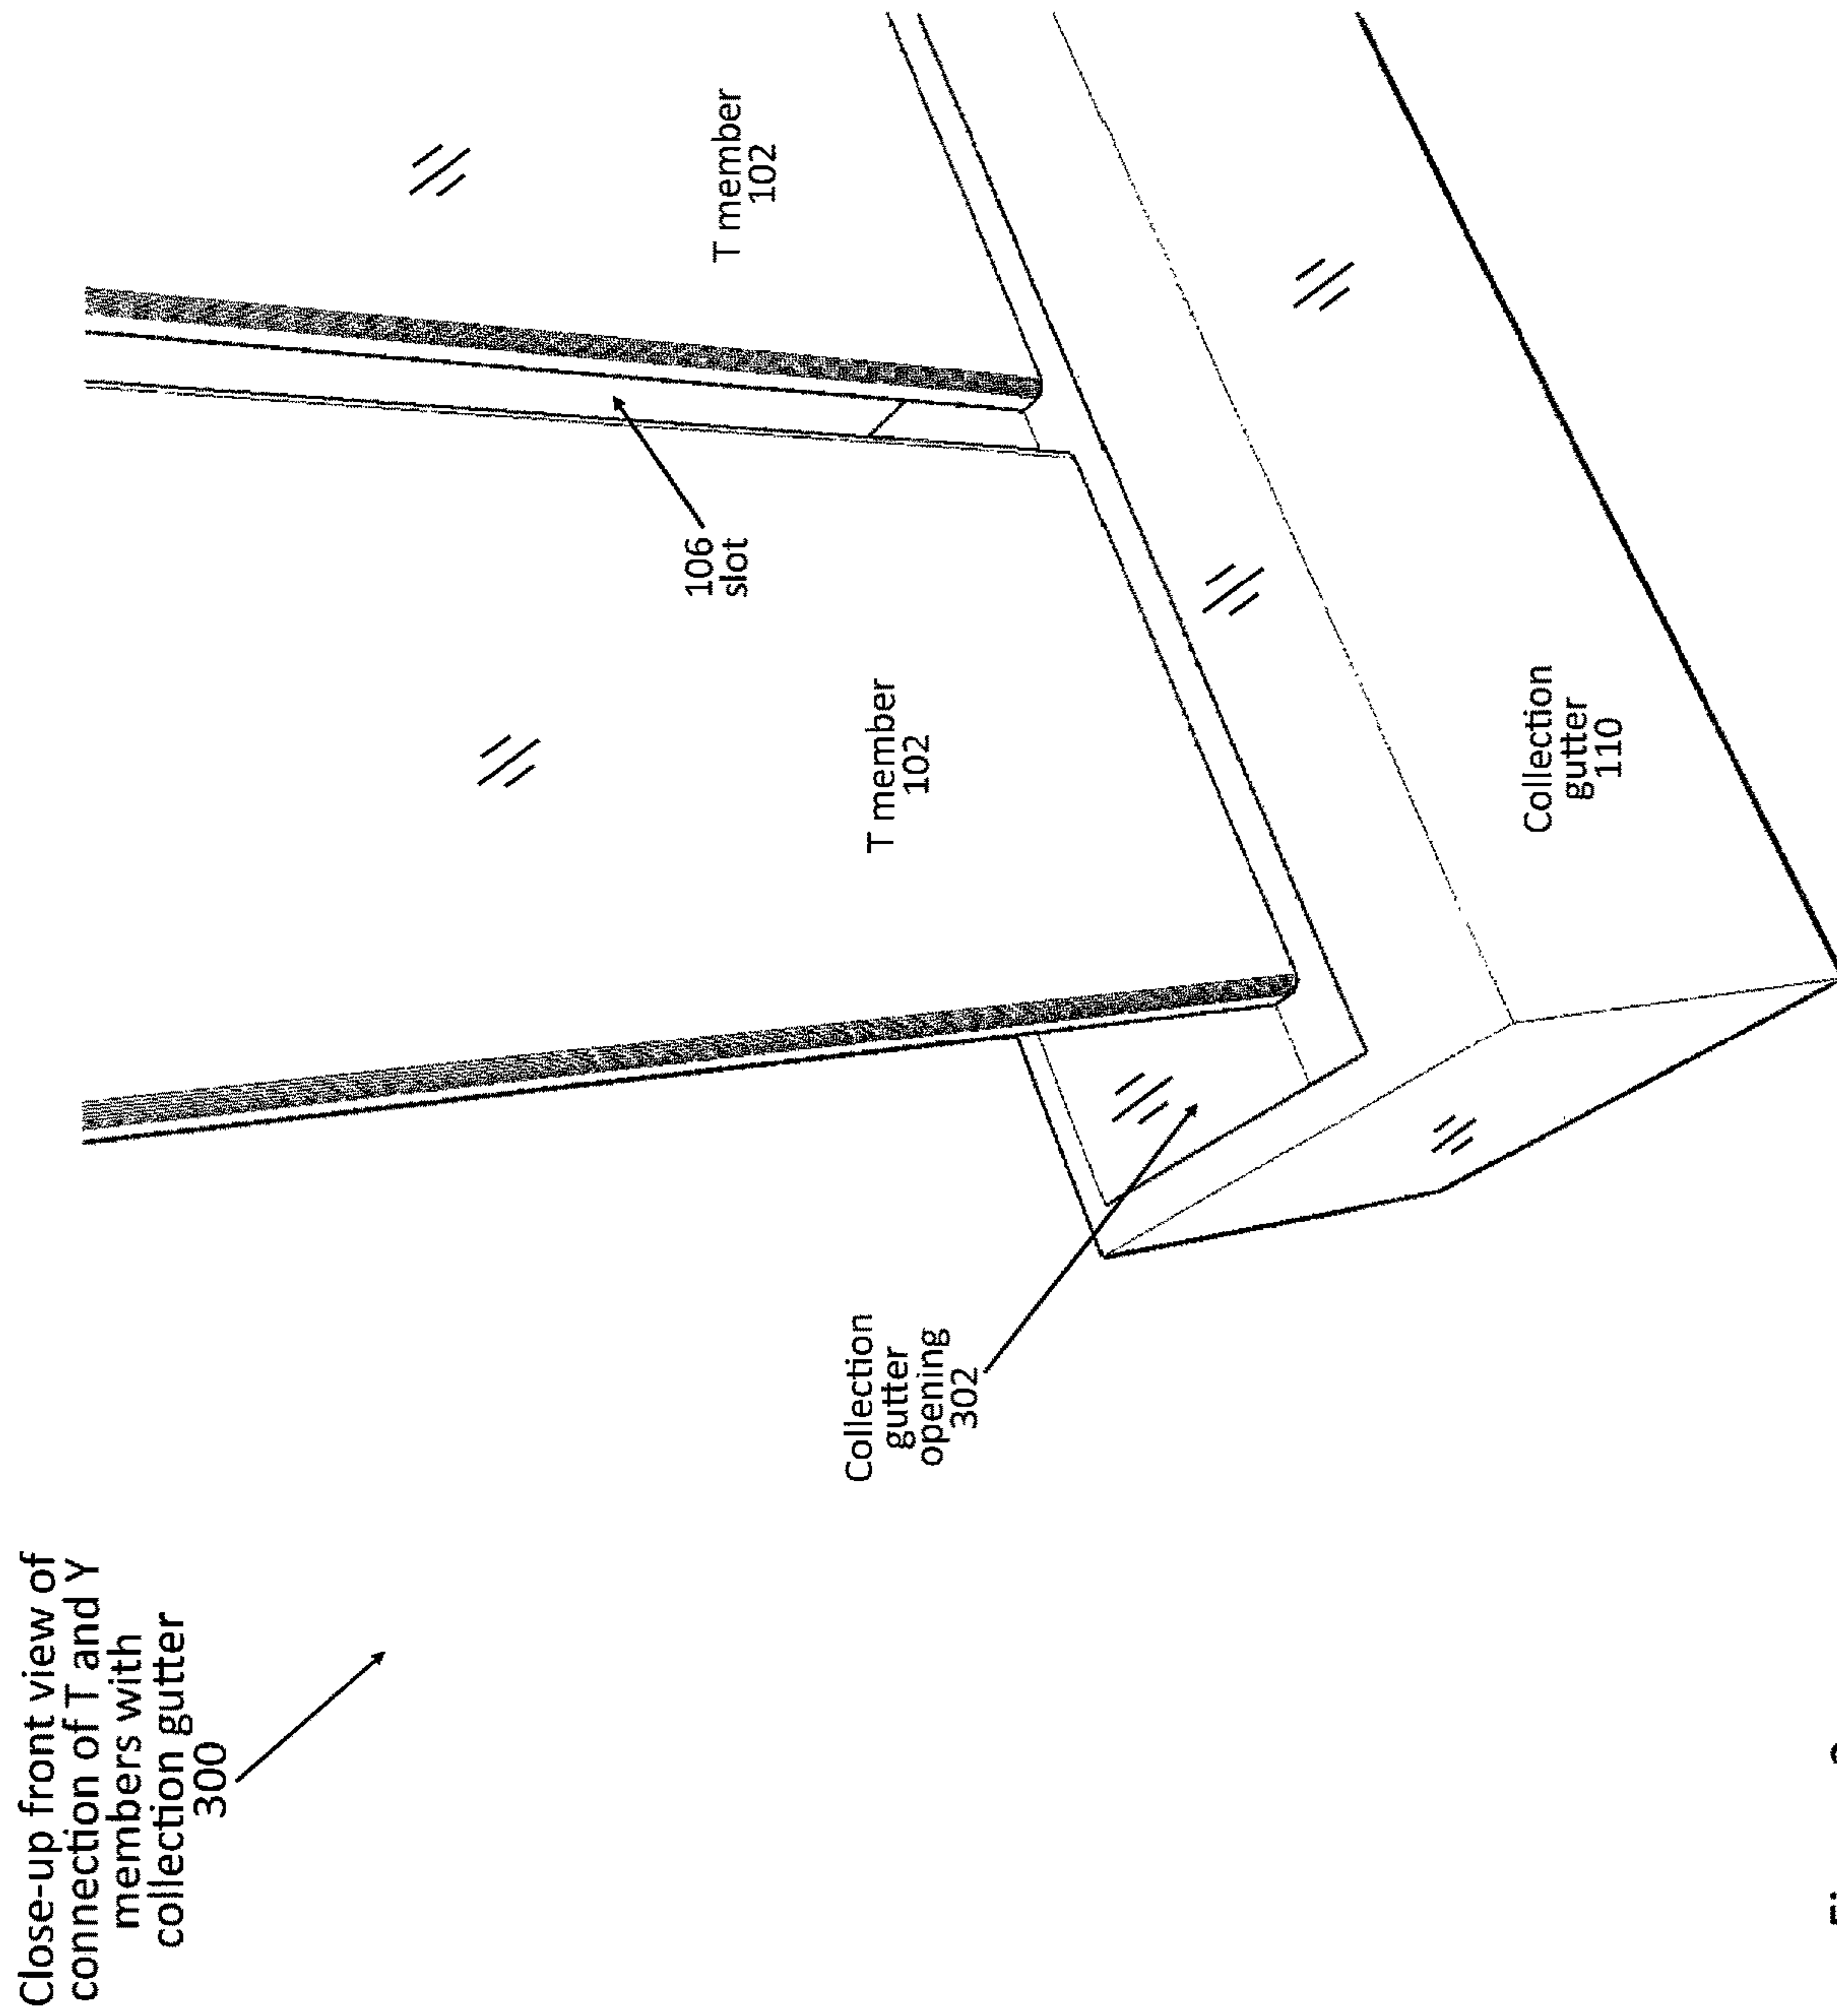 Close-up front view of
connection of T and Y
members with
collection gutter
300
Collection
gutter
opening
302
T member
102
106
slot
T member
102
Collection
gutter
110